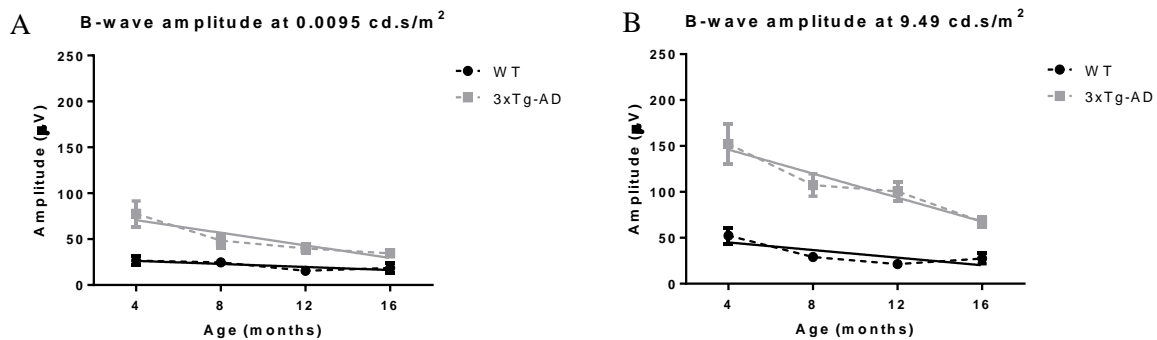 A
B-wave amplitude at 0.0095 cd.s/m²
250
200
150
100
50
0
Amplitude (µV)
4 8 12 16
Age (months)
WT
3xTg-AD
B
B-wave amplitude at 9.49 cd.s/m²
250
200
150
100
50
0
Amplitude (µV)
4 8 12 16
Age (months)
WT
3xTg-AD